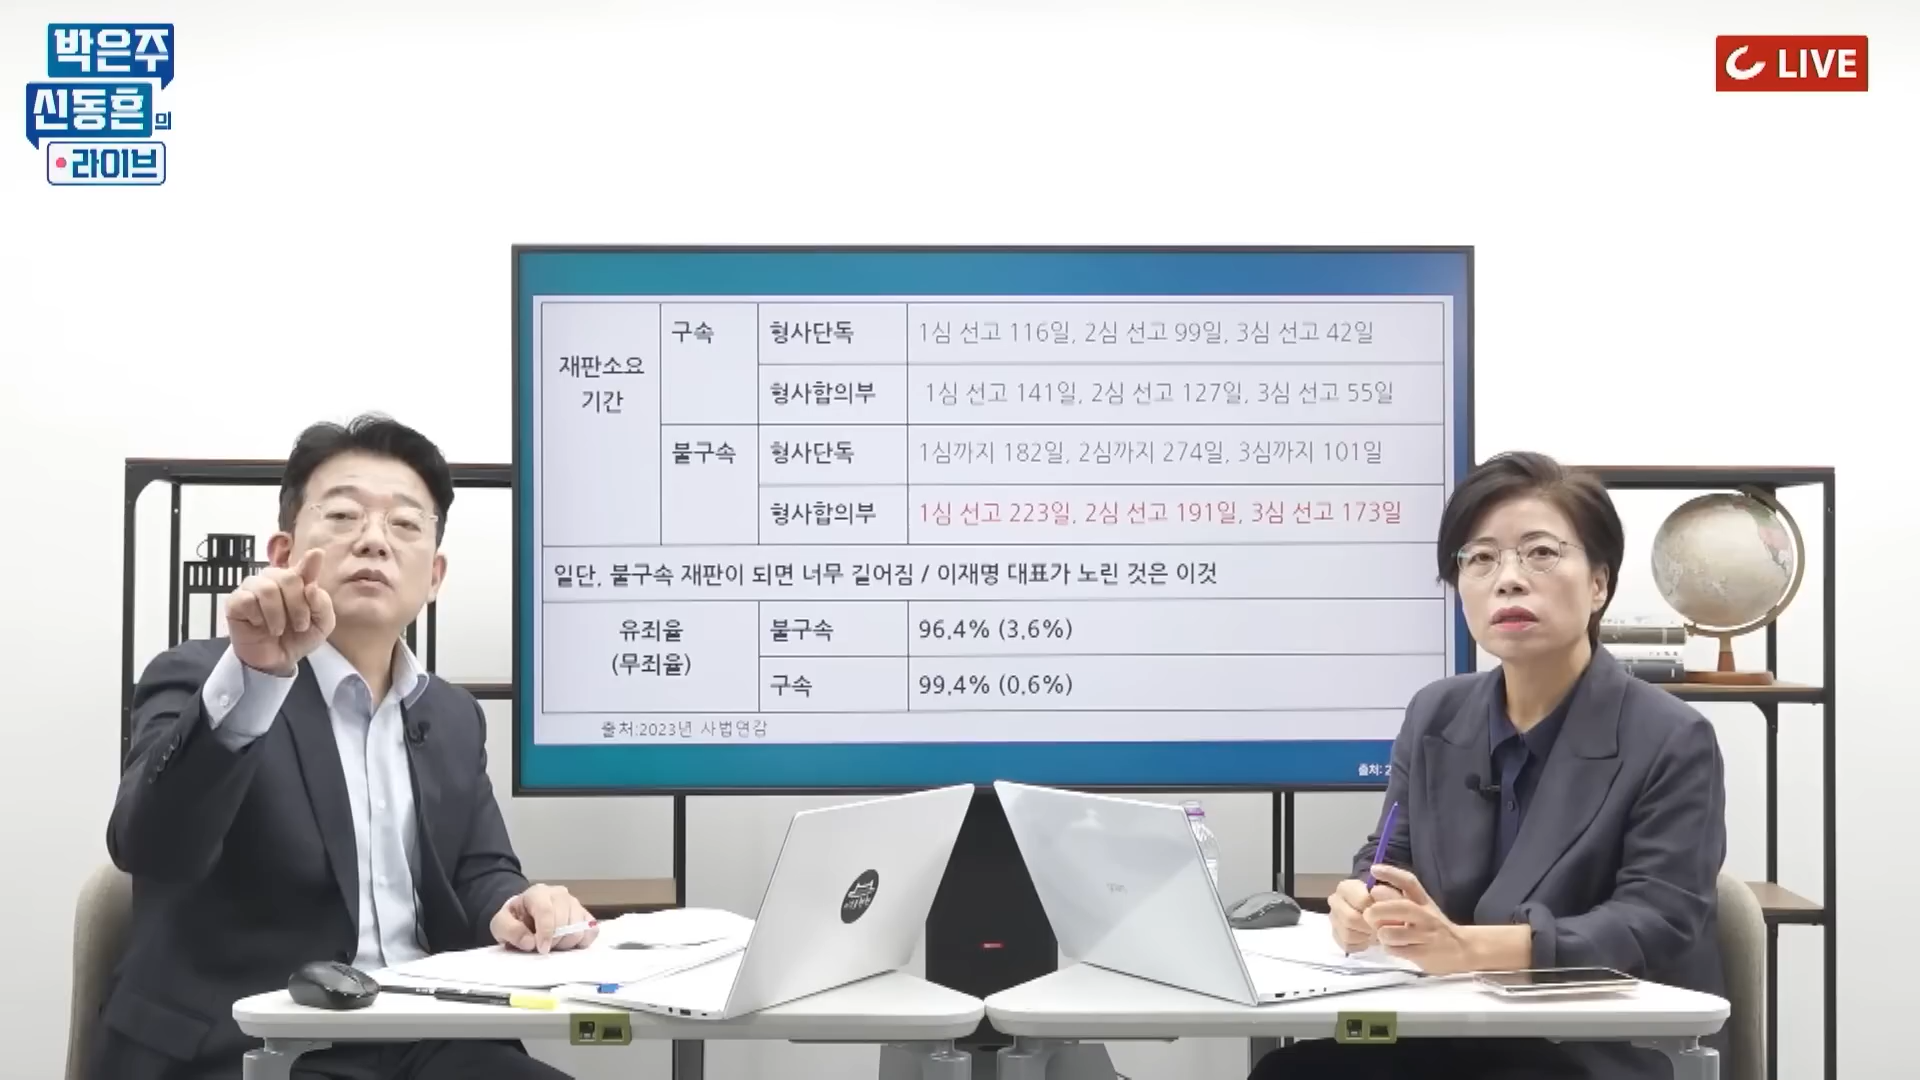 박은주
신동흔의
라이브
LIVE
재판소요
기간
구속
형사단독
1심 선고 116일, 2심 선고 99일, 3심 선고 42일
형사합의부
1심 선고 141일, 2심 선고 127일, 3심 선고 55일
불구속
형사단독
1심까지 182일, 2심까지 274일, 3심까지 101일
형사합의부
1심 선고 223일, 2심 선고 191일, 3심 선고 173일
일단, 불구속 재판이 되면 너무 길어짐 / 이재명 대표가 노린 것은 이것
유죄율
(무죄율)
불구속
96.4% (3.6%)
구속
99.4% (0.6%)
출처:2023년 사법연감
출처: 2